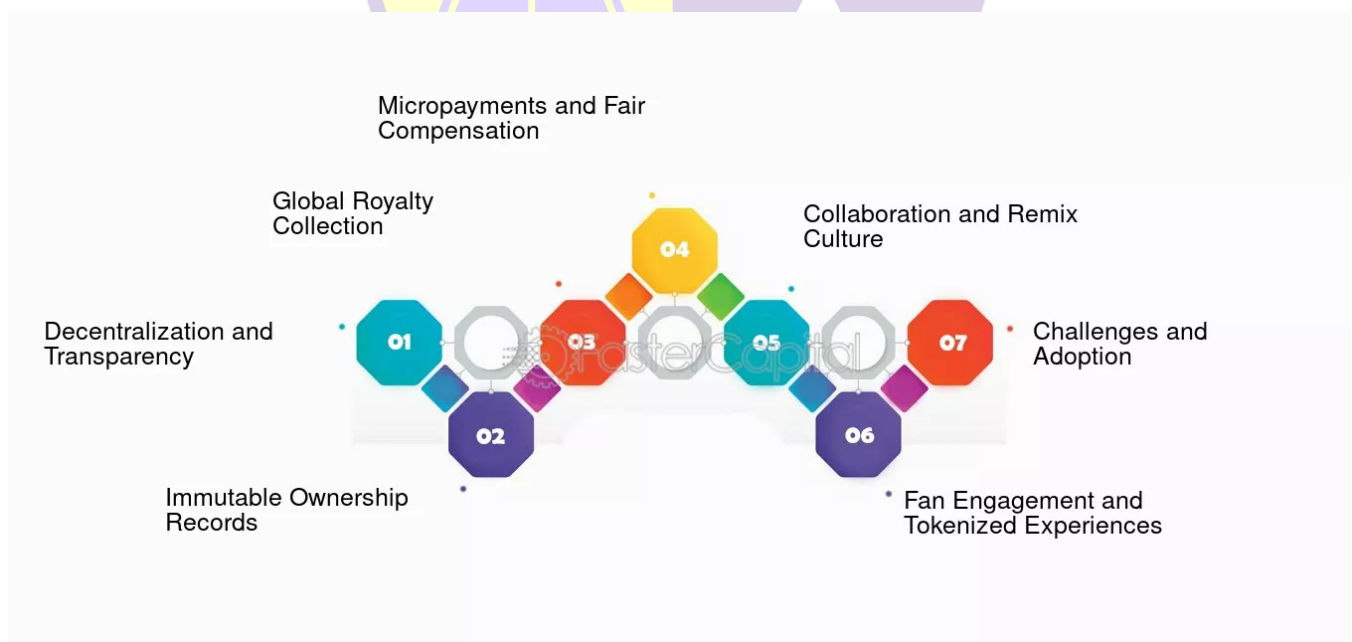 Micropayments and Fair
Compensation
Global Royalty
Collection
Collaboration and Remix
Culture
04
Decentralization and
Transparency
01
03
05
07
Challenges and
Adoption
FasterCapital
02
06
Immutable Ownership
Records
Fan Engagement and
Tokenized Experiences